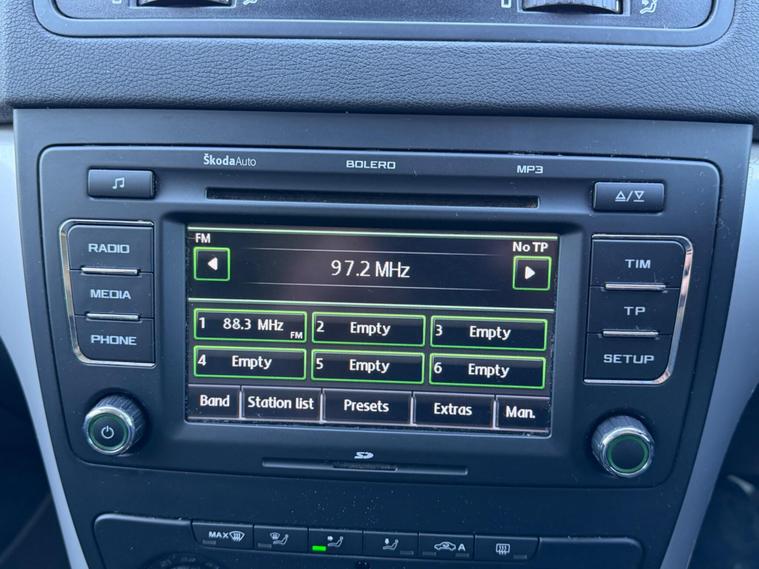 ŠkodaAuto BOLERO MP3
RADIO
MEDIA
PHONE
FM
No TP
97.2 MHz
1 88.3 MHz FM 2 Empty 3 Empty
4 Empty 5 Empty 6 Empty
Band Station list Presets Extras Man.
TIM
TP
SETUP
SD
MAX A